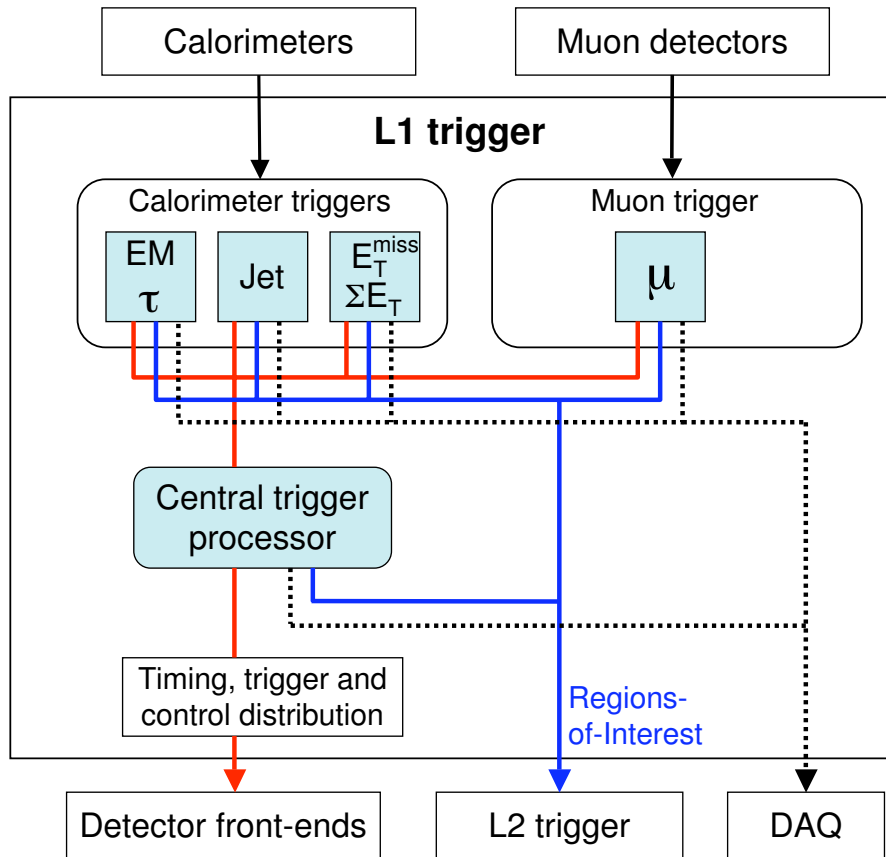 Calorimeters
Muon detectors
L1 trigger
Calorimeter triggers
Muon trigger
EM
τ
Jet
E_T^miss
ΣE_T
μ
Central trigger
processor
Timing, trigger and
control distribution
Regions-
of-Interest
Detector front-ends
L2 trigger
DAQ